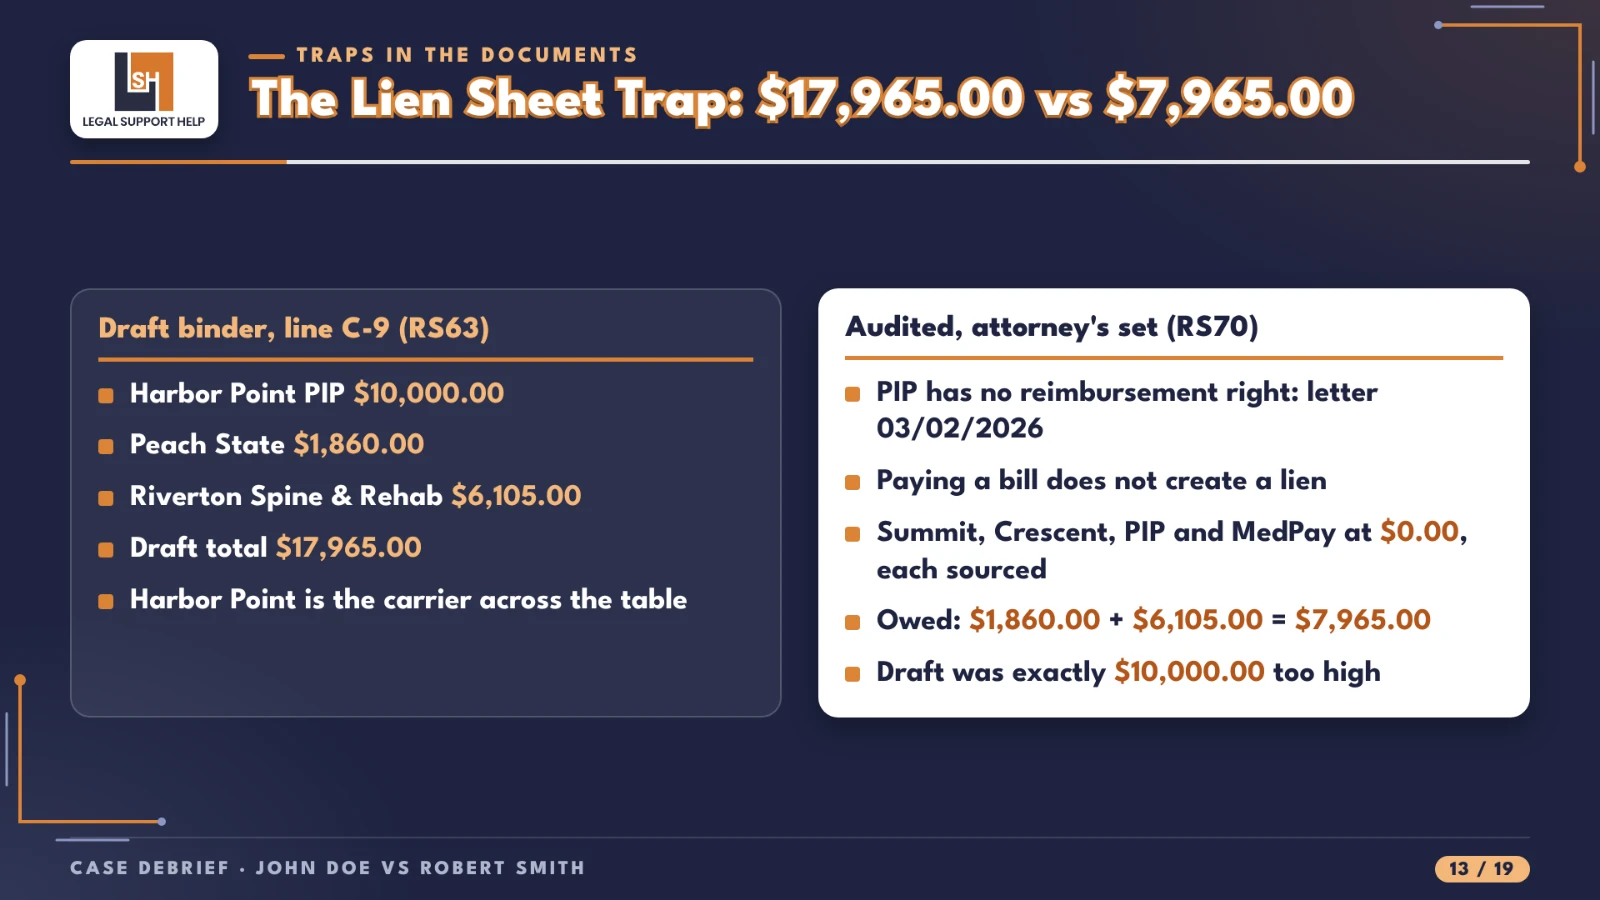 SH
LEGAL SUPPORT HELP
TRAPS IN THE DOCUMENTS
The Lien Sheet Trap: $17,965.00 vs $7,965.00
Draft binder, line C-9 (RS63)
Harbor Point PIP $10,000.00
Peach State $1,860.00
Riverton Spine & Rehab $6,105.00
Draft total $17,965.00
Harbor Point is the carrier across the table
Audited, attorney's set (RS70)
PIP has no reimbursement right: letter
03/02/2026
Paying a bill does not create a lien
Summit, Crescent, PIP and MedPay at $0.00,
each sourced
Owed: $1,860.00 + $6,105.00 = $7,965.00
Draft was exactly $10,000.00 too high
CASE DEBRIEF · JOHN DOE VS ROBERT SMITH
13 / 19